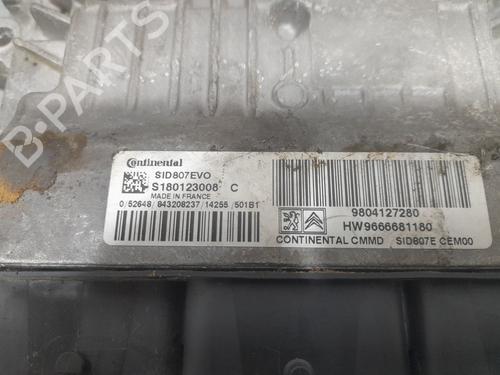 B-PARTS
Continental
SID807EVO
S180123008 C
MADE IN FRANCE
0/52648/843208237/14255/501B1
9804127280
HW9666681180
CONTINENTAL CMMD SID807E CEM00